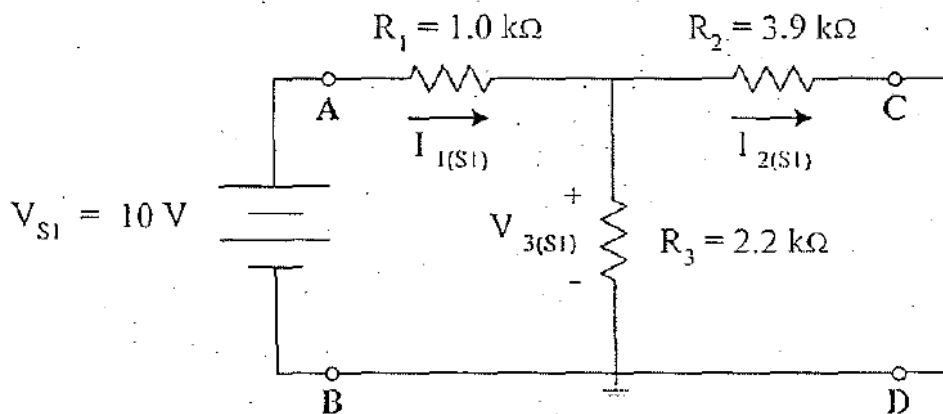 R1 = 1.0 kΩ
R2 = 3.9 kΩ
A
C
I1(S1)
I2(S1)
VS1 = 10 V
+
V3(S1)
-
R3 = 2.2 kΩ
B
D